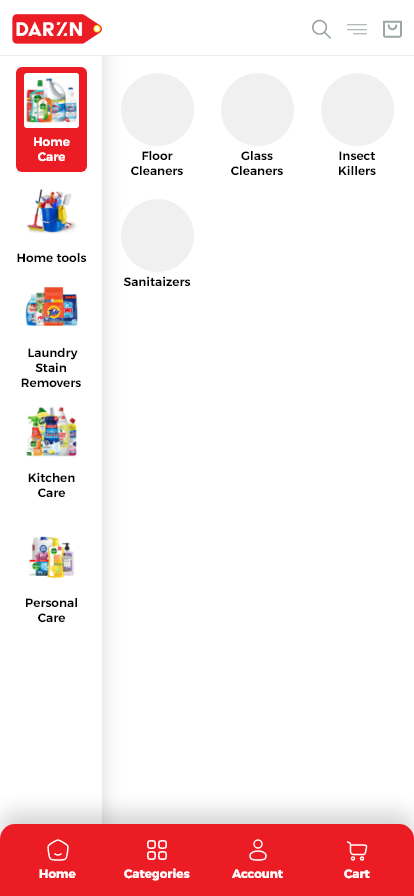 DARZN
Home
Care
Home tools
Laundry
Stain
Removers
Kitchen
Care
Personal
Care
Floor
Cleaners
Glass
Cleaners
Insect
Killers
Sanitaizers
Home
Categories
Account
Cart